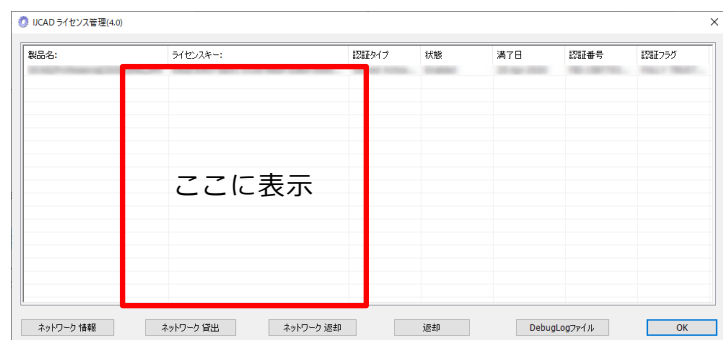 IJCAD ライセンス管理(4.0)
製品名: ライセンスキー: 認証タイプ 状態 満了日 認証番号 認証フラグ
ここに表示
ネットワーク 情報 ネットワーク 貸出 ネットワーク 返却 返却 DebugLogファイル OK